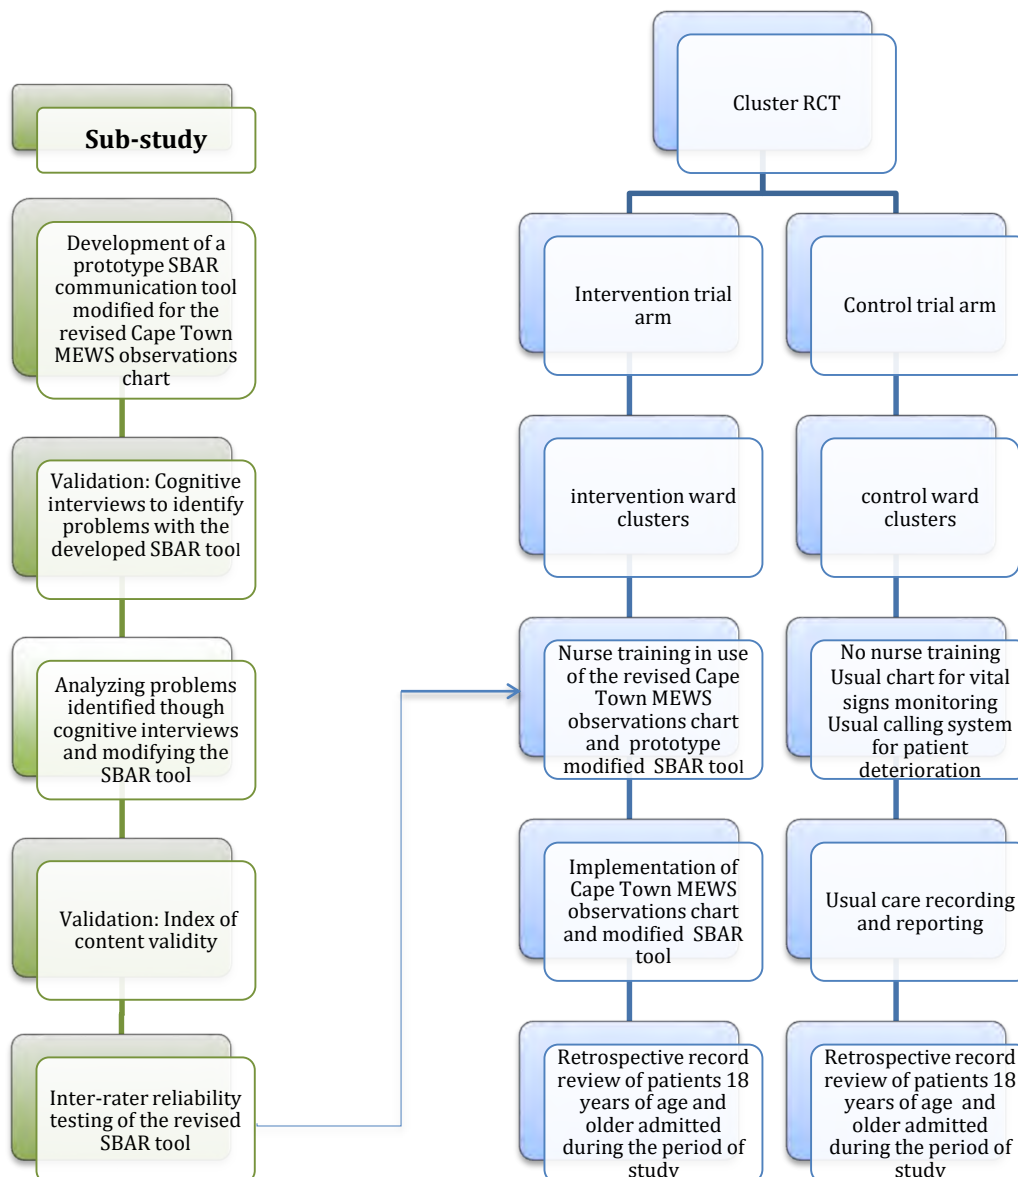 Sub-study
Development of a
prototype SBAR
communication tool
modified for the
revised Cape Town
MEWS observations
chart
Validation: Cognitive
interviews to identify
problems with the
developed SBAR tool
Analyzing problems
identified though
cognitive interviews
and modifying the
SBAR tool
Validation: Index of
content validity
Inter-rater reliability
testing of the revised
SBAR tool
Cluster RCT
Intervention trial
arm
intervention ward
clusters
Nurse training in use
of the revised Cape
Town MEWS
observations chart
and prototype
modified SBAR tool
Implementation of
Cape Town MEWS
observations chart
and modified SBAR
tool
Retrospective record
review of patients 18
years of age and
older admitted
during the period of
study
Control trial arm
control ward
clusters
No nurse training
Usual chart for vital
signs monitoring
Usual calling system
for patient
deterioration
Usual care recording
and reporting
Retrospective record
review of patients 18
years of age and
older admitted
during the period of
study